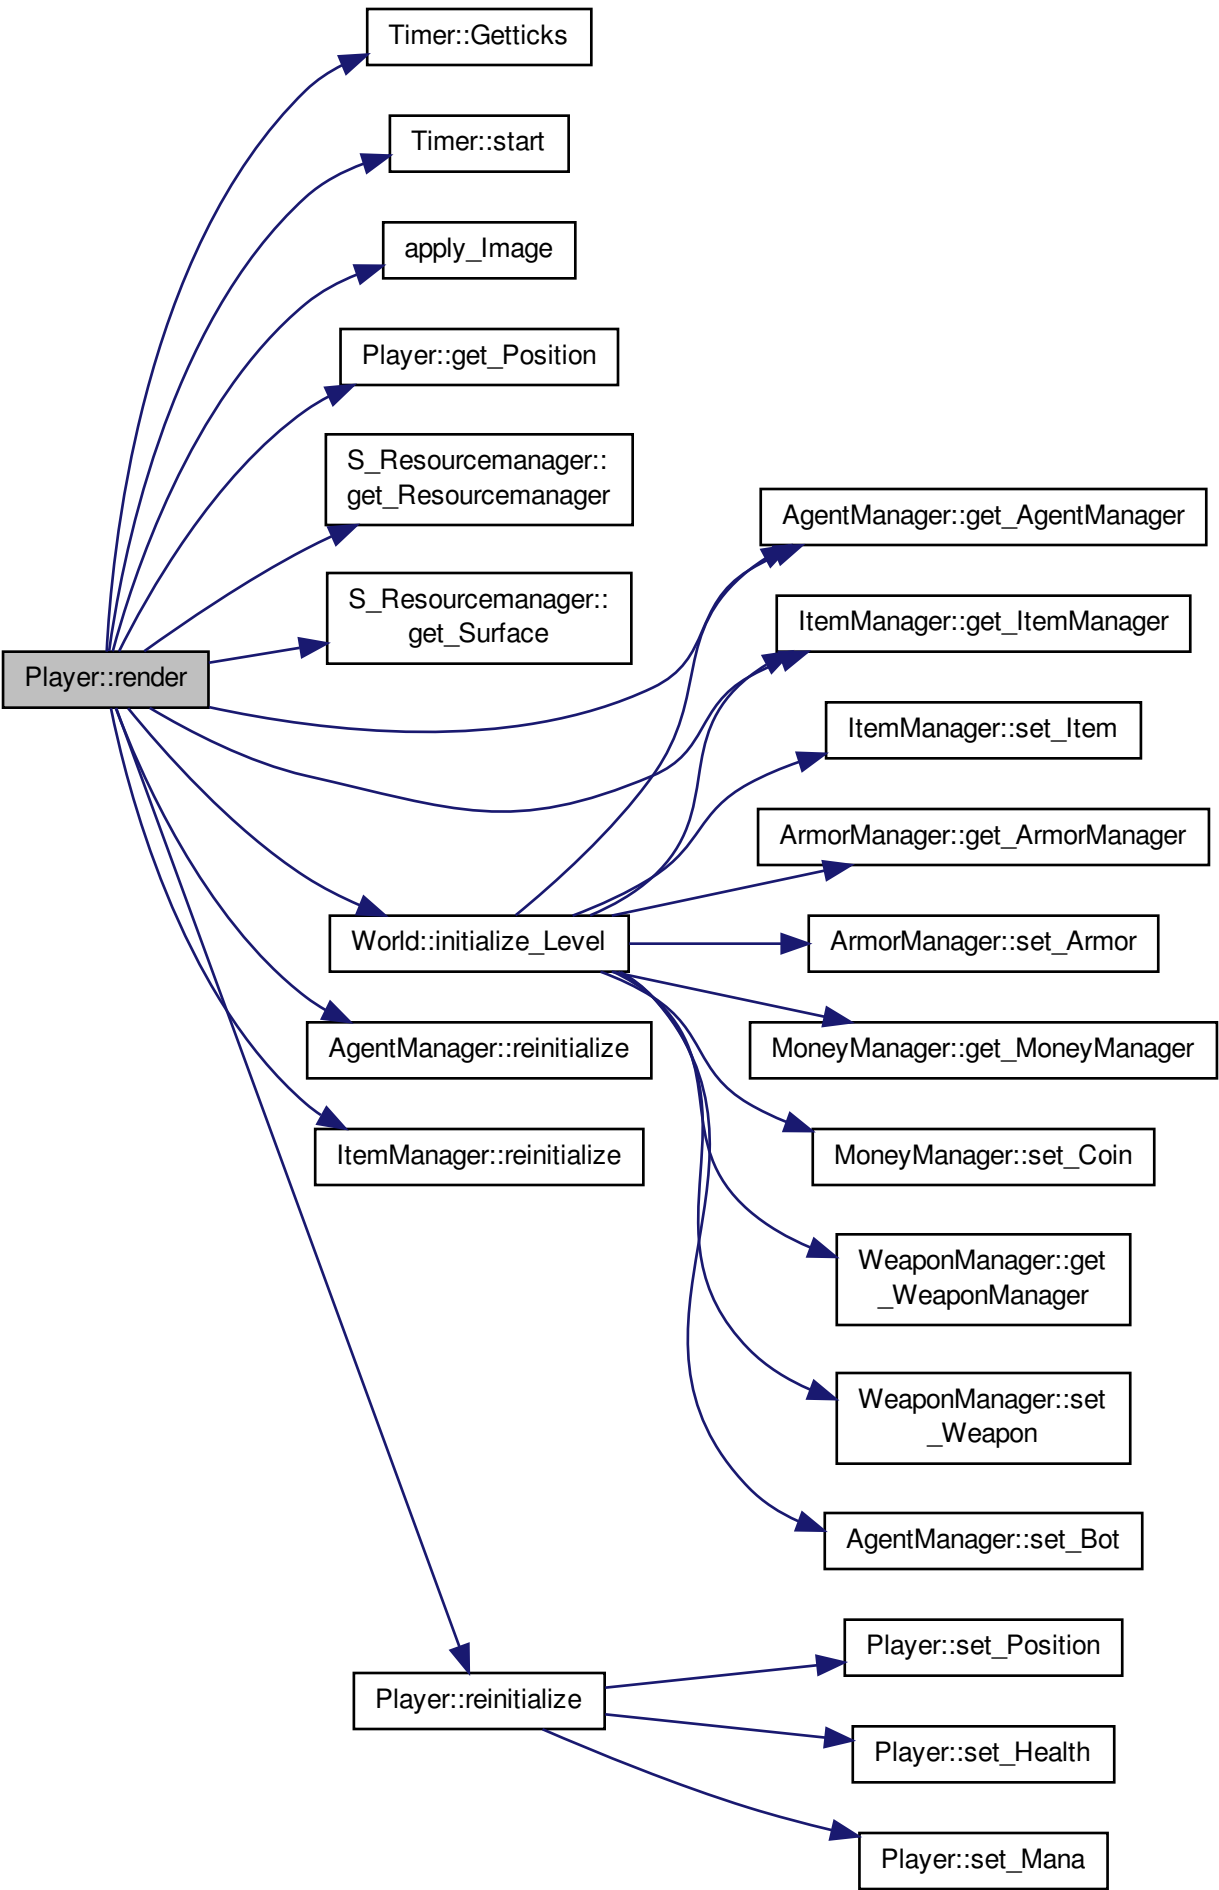 Timer::Getticks
Timer::start
apply_Image
Player::get_Position
S_Resourcemanager::
get_Resourcemanager
S_Resourcemanager::
get_Surface
Player::render
AgentManager::get_AgentManager
ItemManager::get_ItemManager
ItemManager::set_Item
ArmorManager::get_ArmorManager
World::initialize_Level
ArmorManager::set_Armor
AgentManager::reinitialize
MoneyManager::get_MoneyManager
ItemManager::reinitialize
MoneyManager::set_Coin
WeaponManager::get
_WeaponManager
WeaponManager::set
_Weapon
AgentManager::set_Bot
Player::reinitialize
Player::set_Position
Player::set_Health
Player::set_Mana